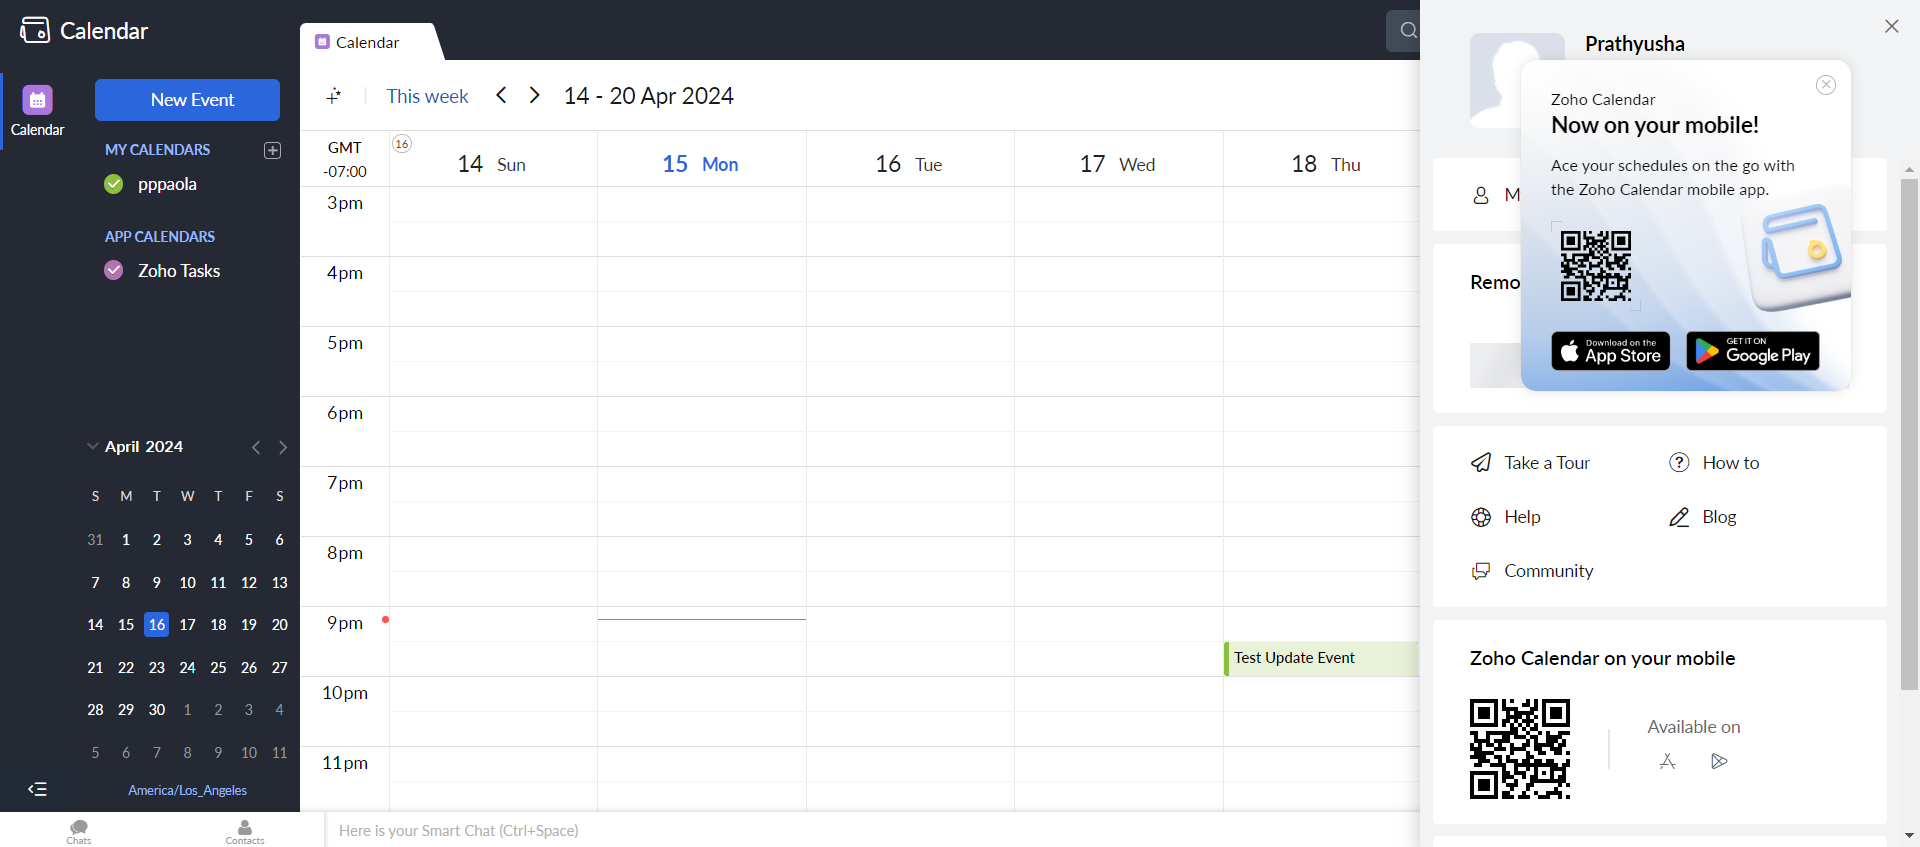 Calendar
Calendar
New Event
MY CALENDARS
pppaola
APP CALENDARS
Zoho Tasks
April 2024
S M T W T F S
31 1 2 3 4 5 6
7 8 9 10 11 12 13
14 15 16 17 18 19 20
21 22 23 24 25 26 27
28 29 30 1 2 3 4
5 6 7 8 9 10 11
America/Los_Angeles
Chats
Contacts
Calendar
This week
14 - 20 Apr 2024
GMT
-07:00
16
14 Sun
15 Mon
16 Tue
17 Wed
18 Thu
3pm
4pm
5pm
6pm
7pm
8pm
9pm
10pm
11pm
Test Update Event
Here is your Smart Chat (Ctrl+Space)
Prathyusha
Zoho Calendar
Now on your mobile!
Ace your schedules on the go with
the Zoho Calendar mobile app.
Download on the
App Store
GET IT ON
Google Play
M
Remo
Take a Tour
How to
Help
Blog
Community
Zoho Calendar on your mobile
Available on